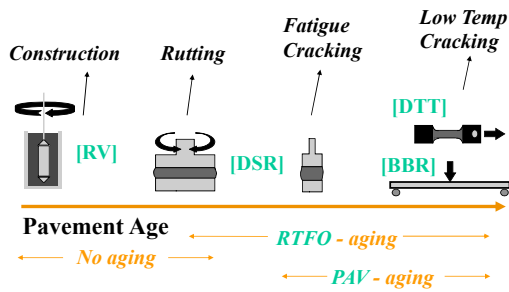 Construction
Rutting
Fatigue
Cracking
Low Temp
Cracking
[RV]
[DSR]
[DTT]
[BBR]
Pavement Age
No aging
RTFO - aging
PAV - aging